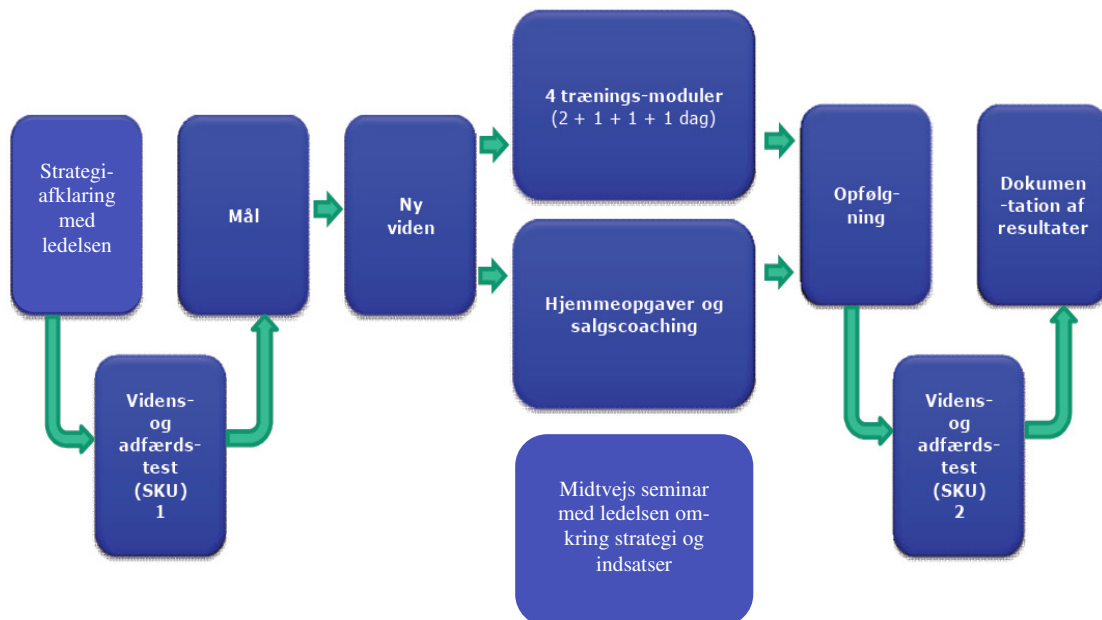 Strategi-
afklaring
med
ledelsen
Videns-
og
adfærds-
test
(SKU)
1
Mål
Ny
viden
4 trænings-moduler
(2 + 1 + 1 + 1 dag)
Hjemmeopgaver og
salgscoaching
Midtvejs seminar
med ledelsen om-
kring strategi og
indsatser
Opfølg-
ning
Videns-
og
adfærds-
test
(SKU)
2
Dokumen
-tation af
resultater